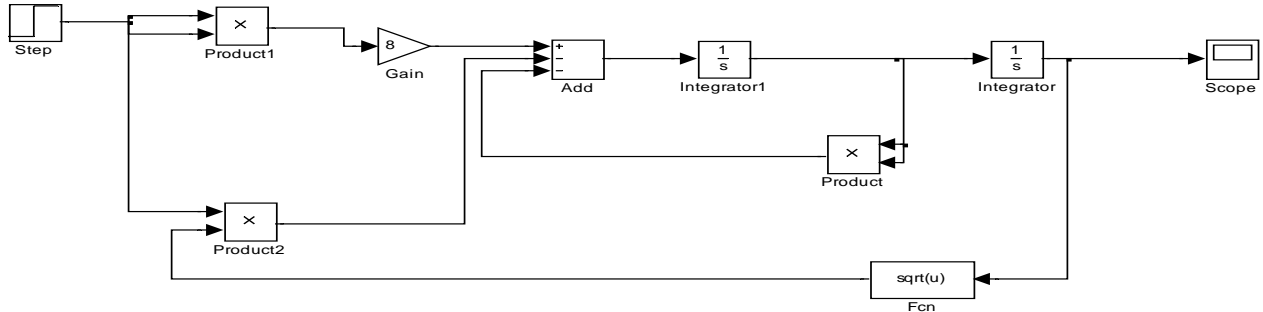 Step
×
Product1
8
Gain
+
−
−
Add
1
s
Integrator1
1
s
Integrator
Scope
×
Product
×
Product2
sqrt(u)
Fcn